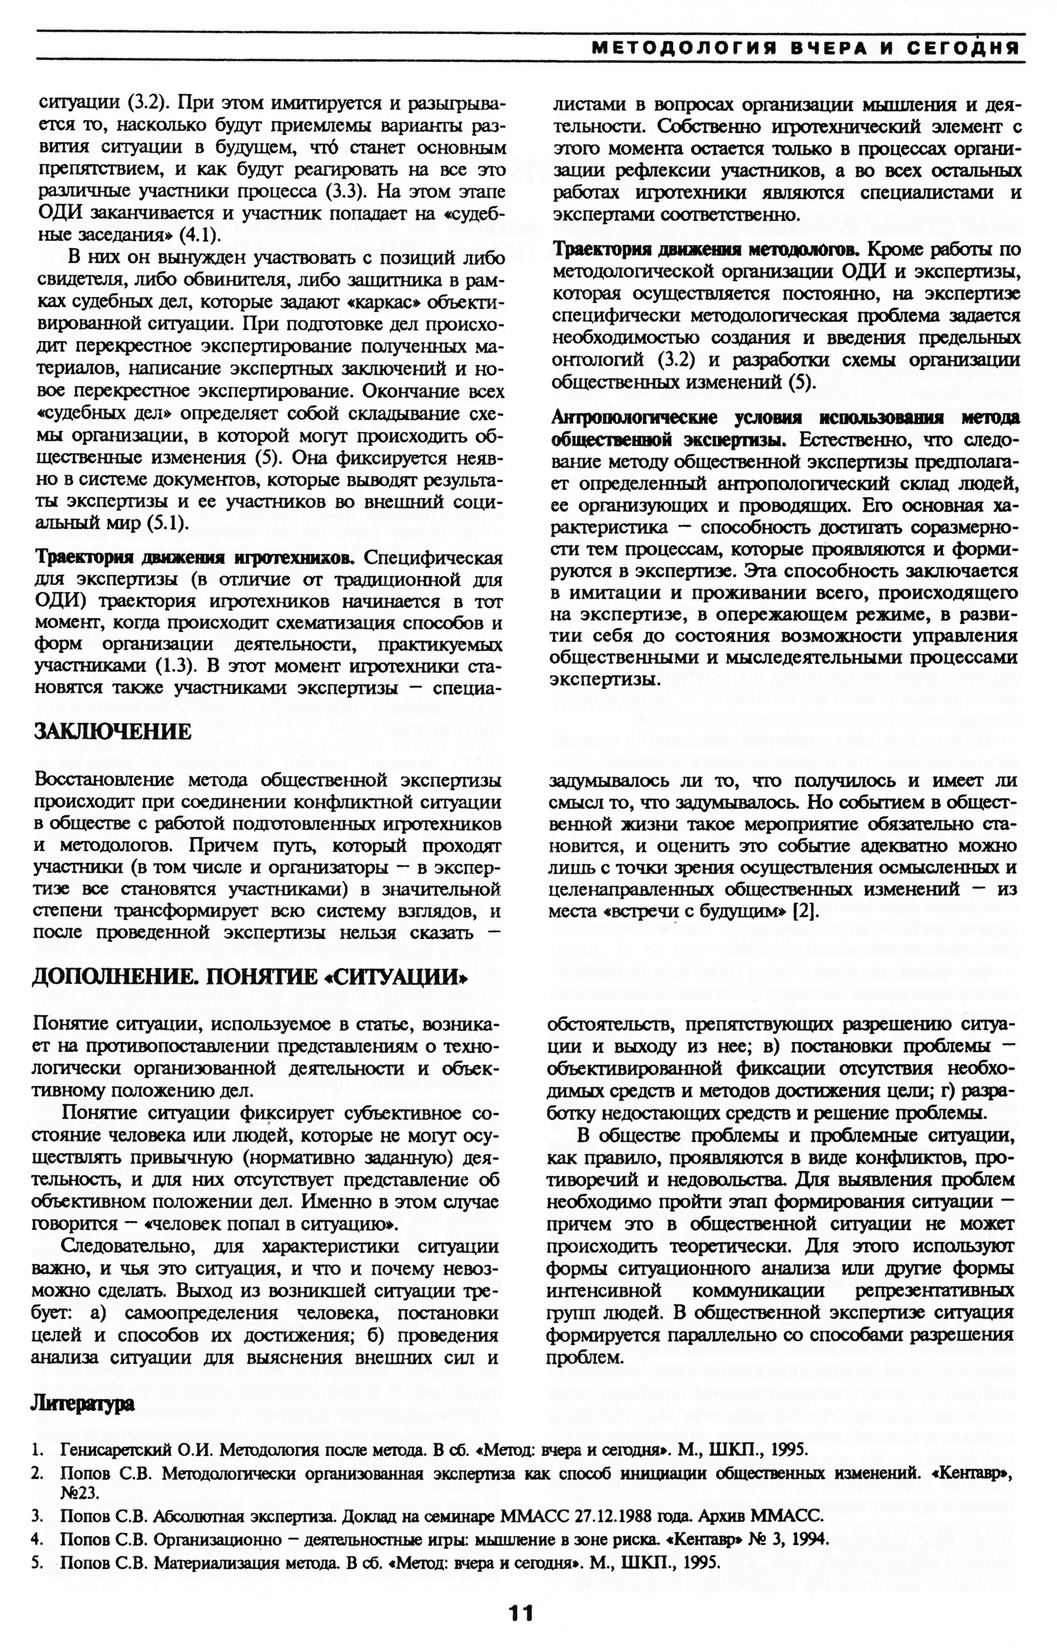 МЕТОДОЛОГИЯ ВЧЕРА И СЕГОДНЯ
ситуации (3.2). При этом имитируется и разыгрыва-
ется то, насколько будут приемлемы варианты раз-
вития ситуации в будущем, чтó станет основным
препятствием, и как будут реагировать на все это
различные участники процесса (3.3). На этом этапе
ОДИ заканчивается и участник попадает на «судеб-
ные заседания» (4.1).
В них он вынужден участвовать с позиций либо
свидетеля, либо обвинителя, либо защитника в рам-
ках судебных дел, которые задают «каркас» объекти-
вированной ситуации. При подготовке дел происхо-
дит перекрестное экспертирование полученных ма-
териалов, написание экспертных заключений и но-
вое перекрестное экспертирование. Окончание всех
«судебных дел» определяет собой складывание схе-
мы организации, в которой могут происходить об-
щественные изменения (5). Она фиксируется неяв-
но в системе документов, которые выводят результа-
ты экспертизы и ее участников во внешний соци-
альный мир (5.1).
Траектория движения игротехников. Специфическая
для экспертизы (в отличие от традиционной для
ОДИ) траектория игротехников начинается в тот
момент, когда происходит схематизация способов и
форм организации деятельности, практикуемых
участниками (1.3). В этот момент игротехники ста-
новятся также участниками экспертизы — специа-
листами в вопросах организации мышления и дея-
тельности. Собственно игротехнический элемент с
этого момента остается только в процессах органи-
зации рефлексии участников, а во всех остальных
работах игротехники являются специалистами и
экспертами соответственно.
Траектория движения методологов. Кроме работы по
методологической организации ОДИ и экспертизы,
которая осуществляется постоянно, на экспертизе
специфически методологическая проблема задается
необходимостью создания и введения предельных
онтологий (3.2) и разработки схемы организации
общественных изменений (5).
Антропологические условия использования метода
общественной экспертизы. Естественно, что следо-
вание методу общественной экспертизы предполага-
ет определенный антропологический склад людей,
ее организующих и проводящих. Его основная ха-
рактеристика — способность достигать соразмерно-
сти тем процессам, которые проявляются и форми-
руются в экспертизе. Эта способность заключается
в имитации и проживании всего, происходящего
на экспертизе, в опережающем режиме, в разви-
тии себя до состояния возможности управления
общественными и мыследеятельными процессами
экспертизы.
ЗАКЛЮЧЕНИЕ
Восстановление метода общественной экспертизы
происходит при соединении конфликтной ситуации
в обществе с работой подготовленных игротехников
и методологов. Причем путь, который проходят
участники (в том числе и организаторы — в экспер-
тизе все становятся участниками) в значительной
степени трансформирует всю систему взглядов, и
после проведенной экспертизы нельзя сказать —
задумывалось ли то, что получилось и имеет ли
смысл то, что задумывалось. Но событием в общест-
венной жизни такое мероприятие обязательно ста-
новится, и оценить это событие адекватно можно
лишь с точки зрения осуществления осмысленных и
целенаправленных общественных изменений — из
места «встречи с будущим» [2].
ДОПОЛНЕНИЕ. ПОНЯТИЕ «СИТУАЦИИ»
Понятие ситуации, используемое в статье, возника-
ет на противопоставлении представлениям о техно-
логически организованной деятельности и объек-
тивному положению дел.
Понятие ситуации фиксирует субъективное со-
стояние человека или людей, которые не могут осу-
ществлять привычную (нормативно заданную) дея-
тельность, и для них отсутствует представление об
объективном положении дел. Именно в этом случае
говорится — «человек попал в ситуацию».
Следовательно, для характеристики ситуации
важно, и чья это ситуация, и что и почему невоз-
можно сделать. Выход из возникшей ситуации тре-
бует: а) самоопределения человека, постановки
целей и способов их достижения; б) проведения
анализа ситуации для выяснения внешних сил и
обстоятельств, препятствующих разрешению ситуа-
ции и выходу из нее; в) постановки проблемы —
объективированной фиксации отсутствия необхо-
димых средств и методов достижения цели; г) разра-
ботку недостающих средств и решение проблемы.
В обществе проблемы и проблемные ситуации,
как правило, проявляются в виде конфликтов, про-
тиворечий и недовольства. Для выявления проблем
необходимо пройти этап формирования ситуации —
причем это в общественной ситуации не может
происходить теоретически. Для этого используют
формы ситуационного анализа или другие формы
интенсивной коммуникации репрезентативных
групп людей. В общественной экспертизе ситуация
формируется параллельно со способами разрешения
проблем.
Литература
1. Генисаретский О.И. Методология после метода. В сб. «Метод: вчера и сегодня». М., ШКП., 1995.
2. Попов С.В. Методологически организованная экспертиза как способ инициации общественных изменений. «Кентавр»,
№23.
3. Попов С.В. Абсолютная экспертиза. Доклад на семинаре ММАСС 27.12.1988 года. Архив ММАСС.
4. Попов С.В. Организационно — деятельностные игры: мышление в зоне риска. «Кентавр» № 3, 1994.
5. Попов С.В. Материализация метода. В сб. «Метод: вчера и сегодня». М., ШКП., 1995.
11